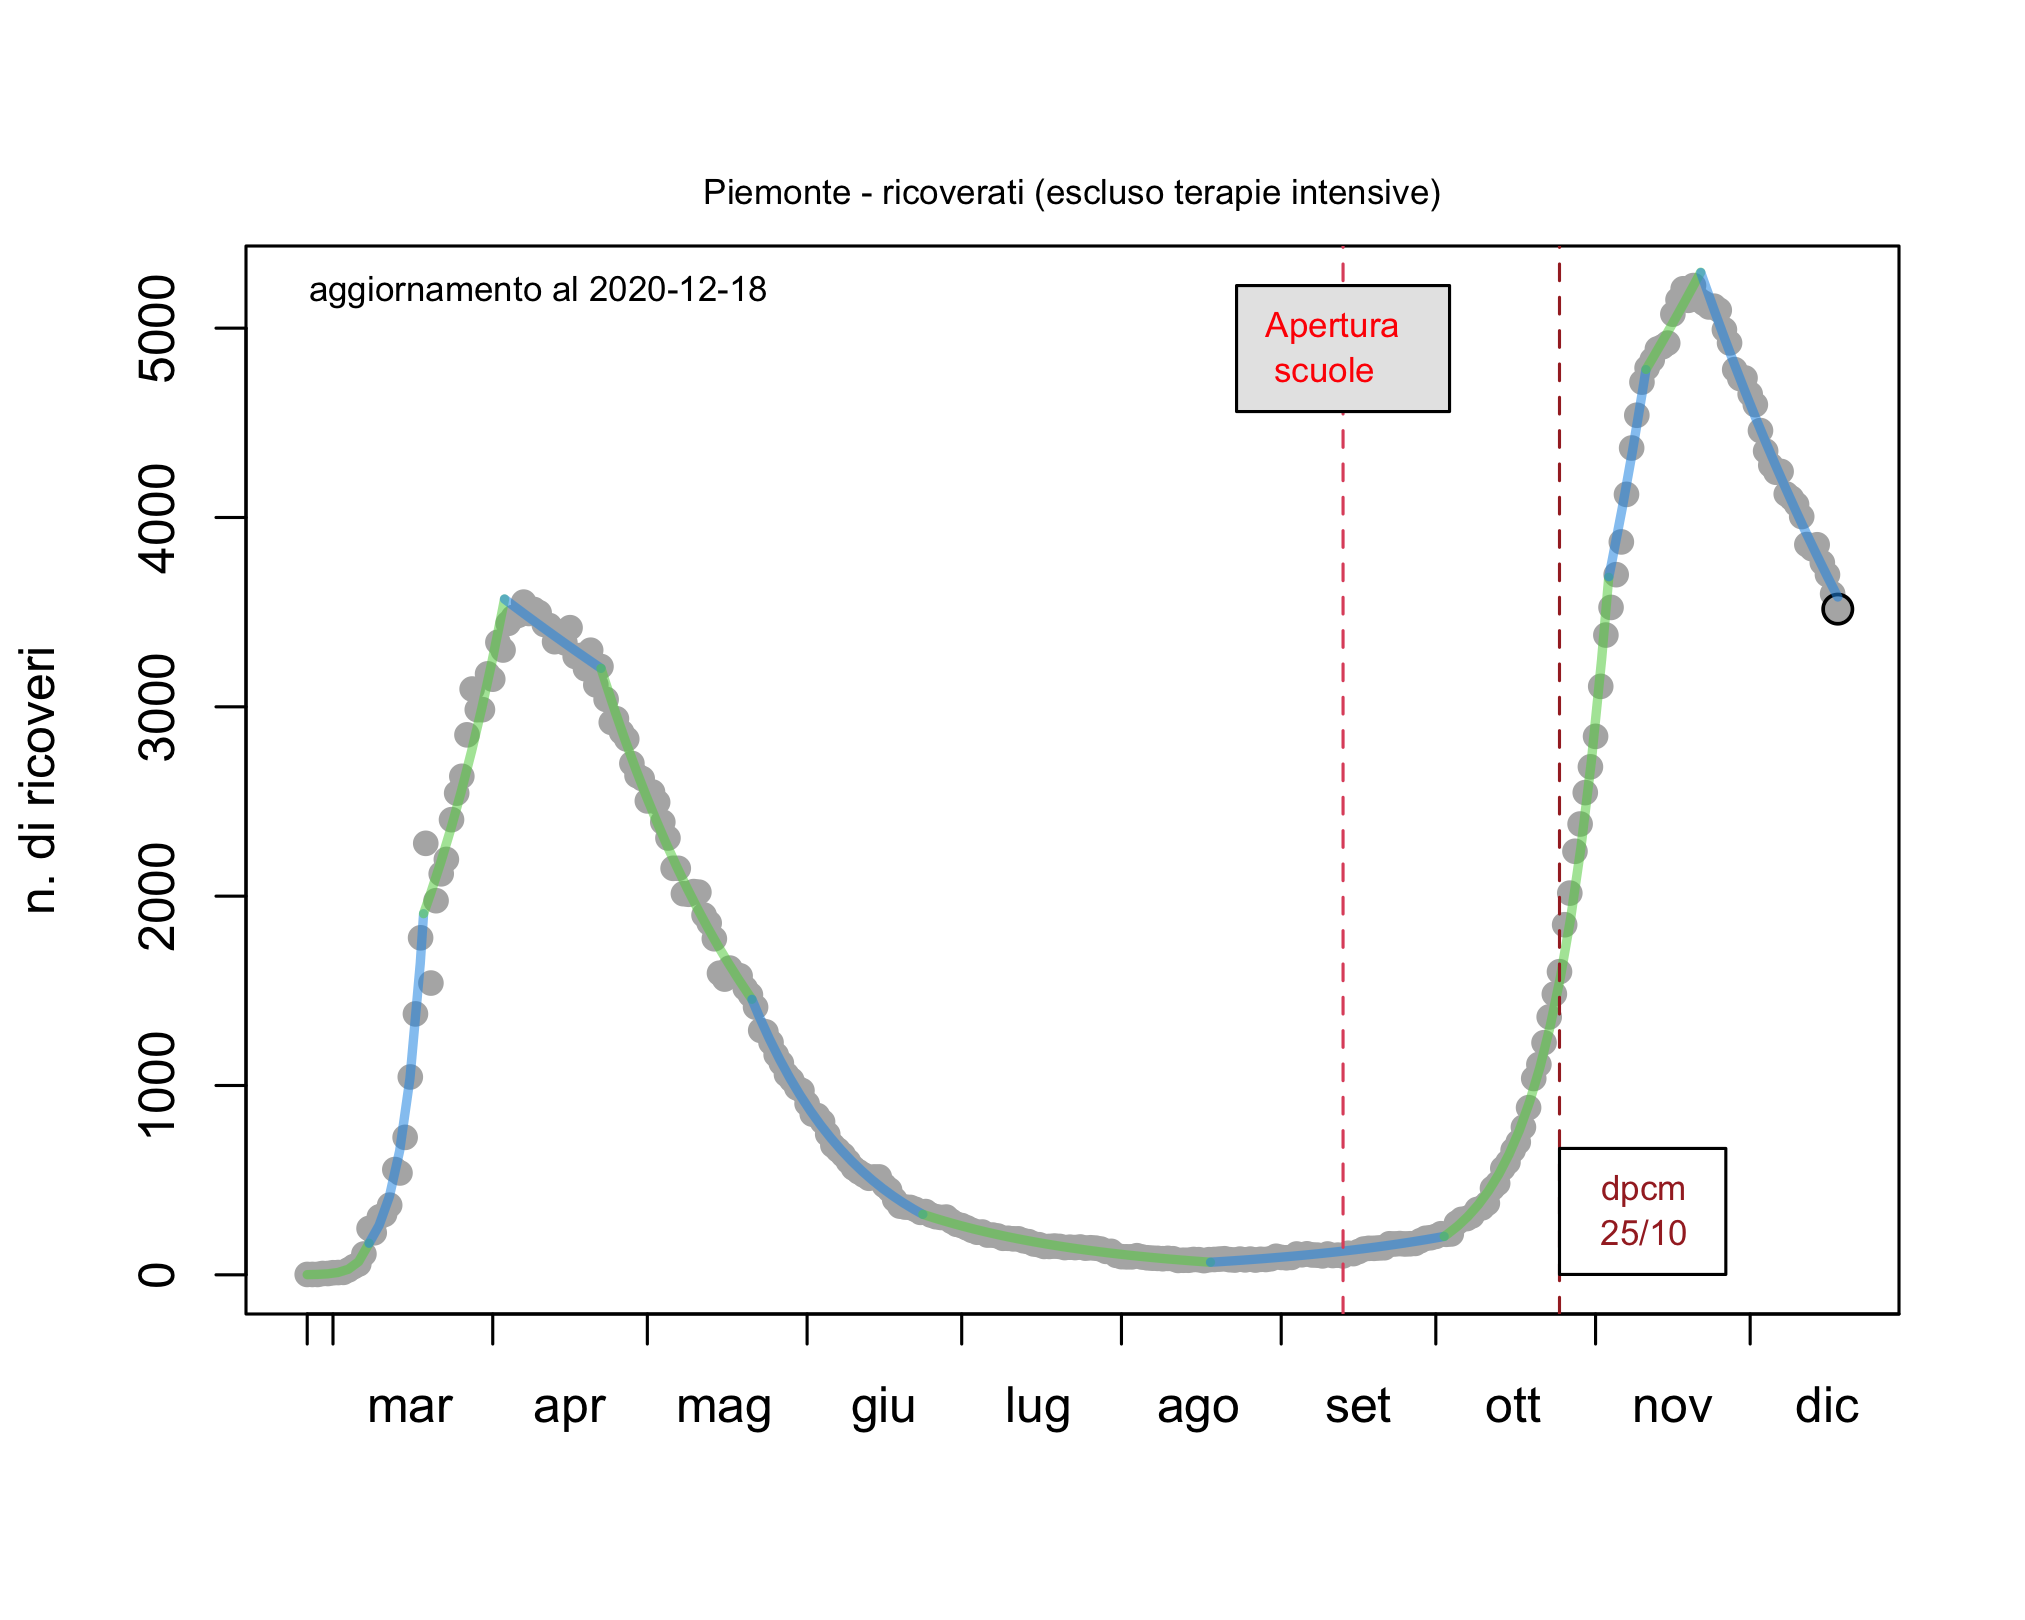 Piemonte - ricoverati (escluso terapie intensive)
aggiornamento al 2020-12-18
Apertura
scuole
dpcm
25/10
n. di ricoveri
5000
4000
3000
2000
1000
0
mar apr mag giu lug ago set ott nov dic